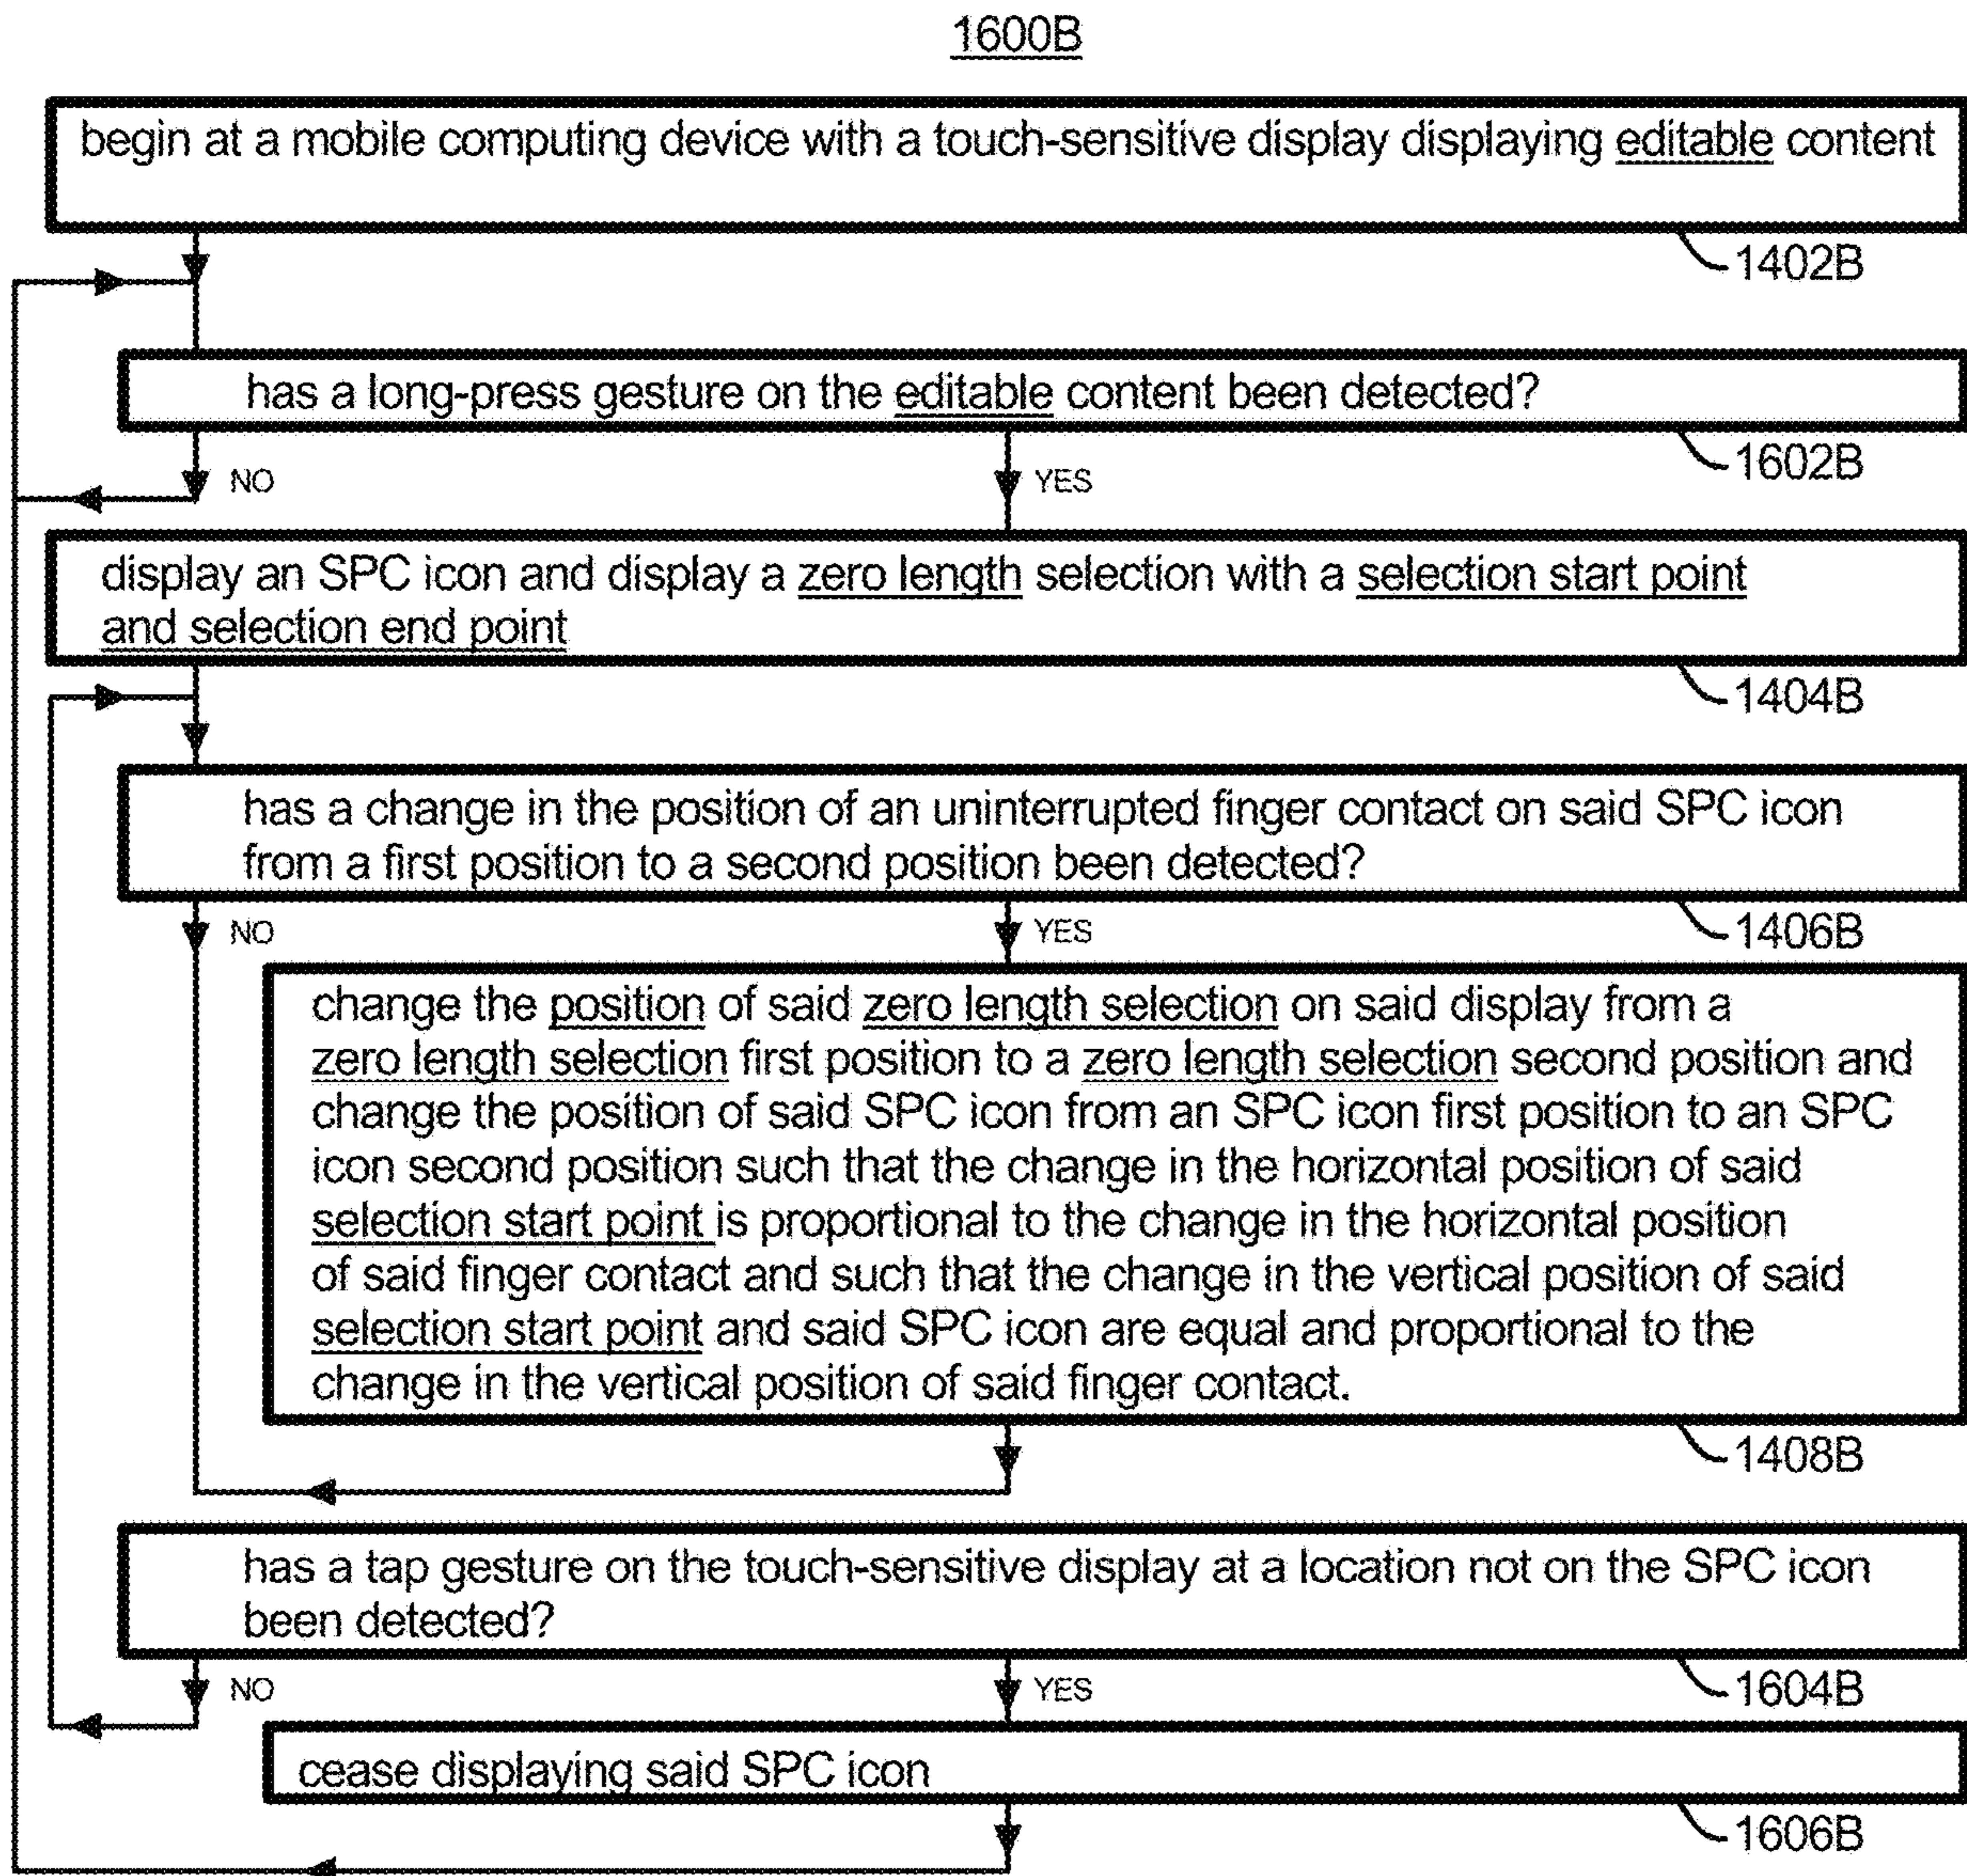 1600B
begin at a mobile computing device with a touch-sensitive display displaying editable content
1402B
has a long-press gesture on the editable content been detected?
1602B
NO
YES
display an SPC icon and display a zero length selection with a selection start point
and selection end point
1404B
has a change in the position of an uninterrupted finger contact on said SPC icon
from a first position to a second position been detected?
1406B
NO
YES
change the position of said zero length selection on said display from a
zero length selection first position to a zero length selection second position and
change the position of said SPC icon from an SPC icon first position to an SPC
icon second position such that the change in the horizontal position of said
selection start point is proportional to the change in the horizontal position
of said finger contact and such that the change in the vertical position of said
selection start point and said SPC icon are equal and proportional to the
change in the vertical position of said finger contact.
1408B
has a tap gesture on the touch-sensitive display at a location not on the SPC icon
been detected?
1604B
NO
YES
cease displaying said SPC icon
1606B